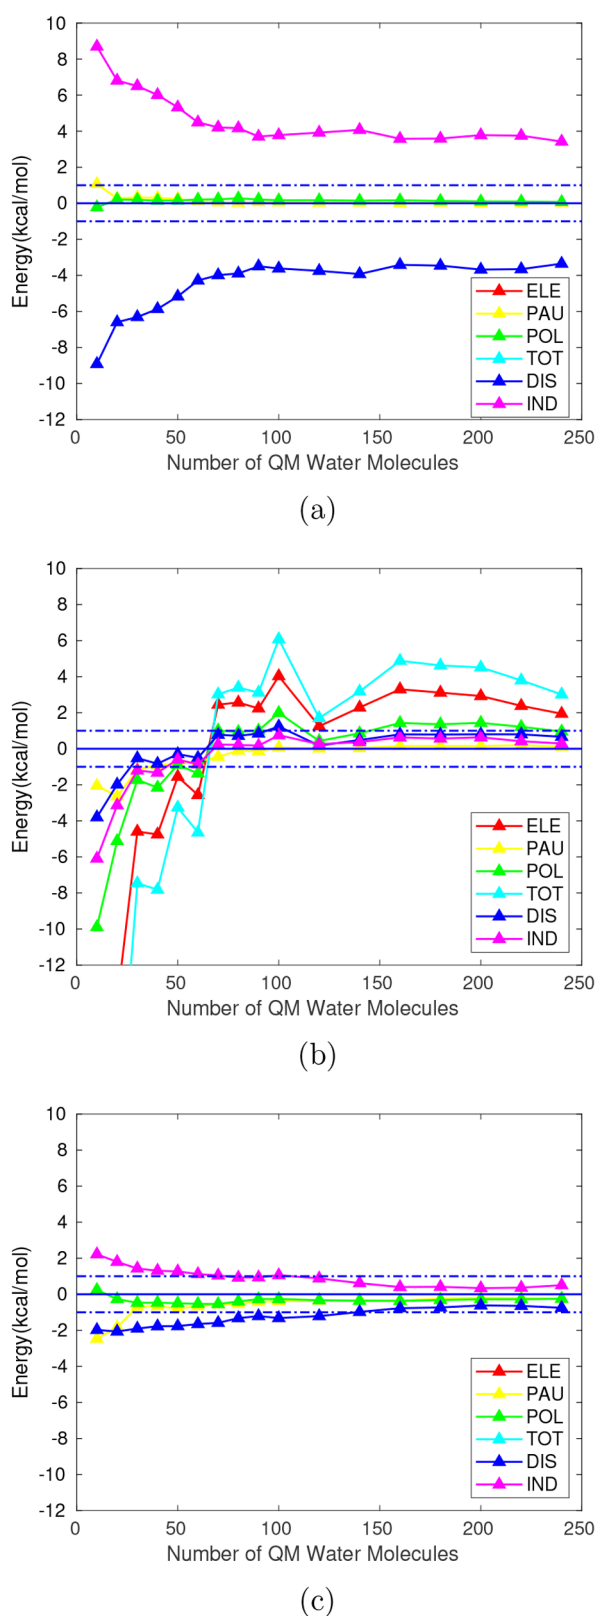 10
8
6
4
2
0
-2
-4
-6
-8
-10
-12
Energy(kcal/mol)
ELE
PAU
POL
TOT
DIS
IND
0 50 100 150 200 250
Number of QM Water Molecules
(a)
10
8
6
4
2
0
-2
-4
-6
-8
-10
-12
Energy(kcal/mol)
ELE
PAU
POL
TOT
DIS
IND
0 50 100 150 200 250
Number of QM Water Molecules
(b)
10
8
6
4
2
0
-2
-4
-6
-8
-10
-12
Energy(kcal/mol)
ELE
PAU
POL
TOT
DIS
IND
0 50 100 150 200 250
Number of QM Water Molecules
(c)